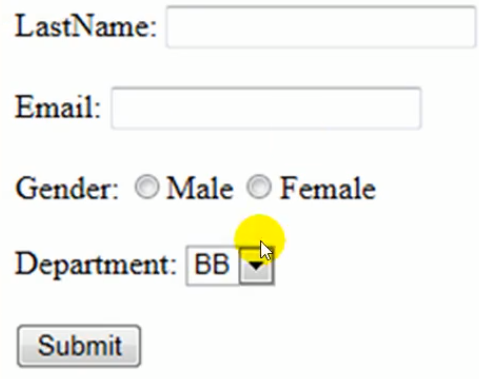 LastName:
Email:
Gender: Male Female
Department: BB
Submit